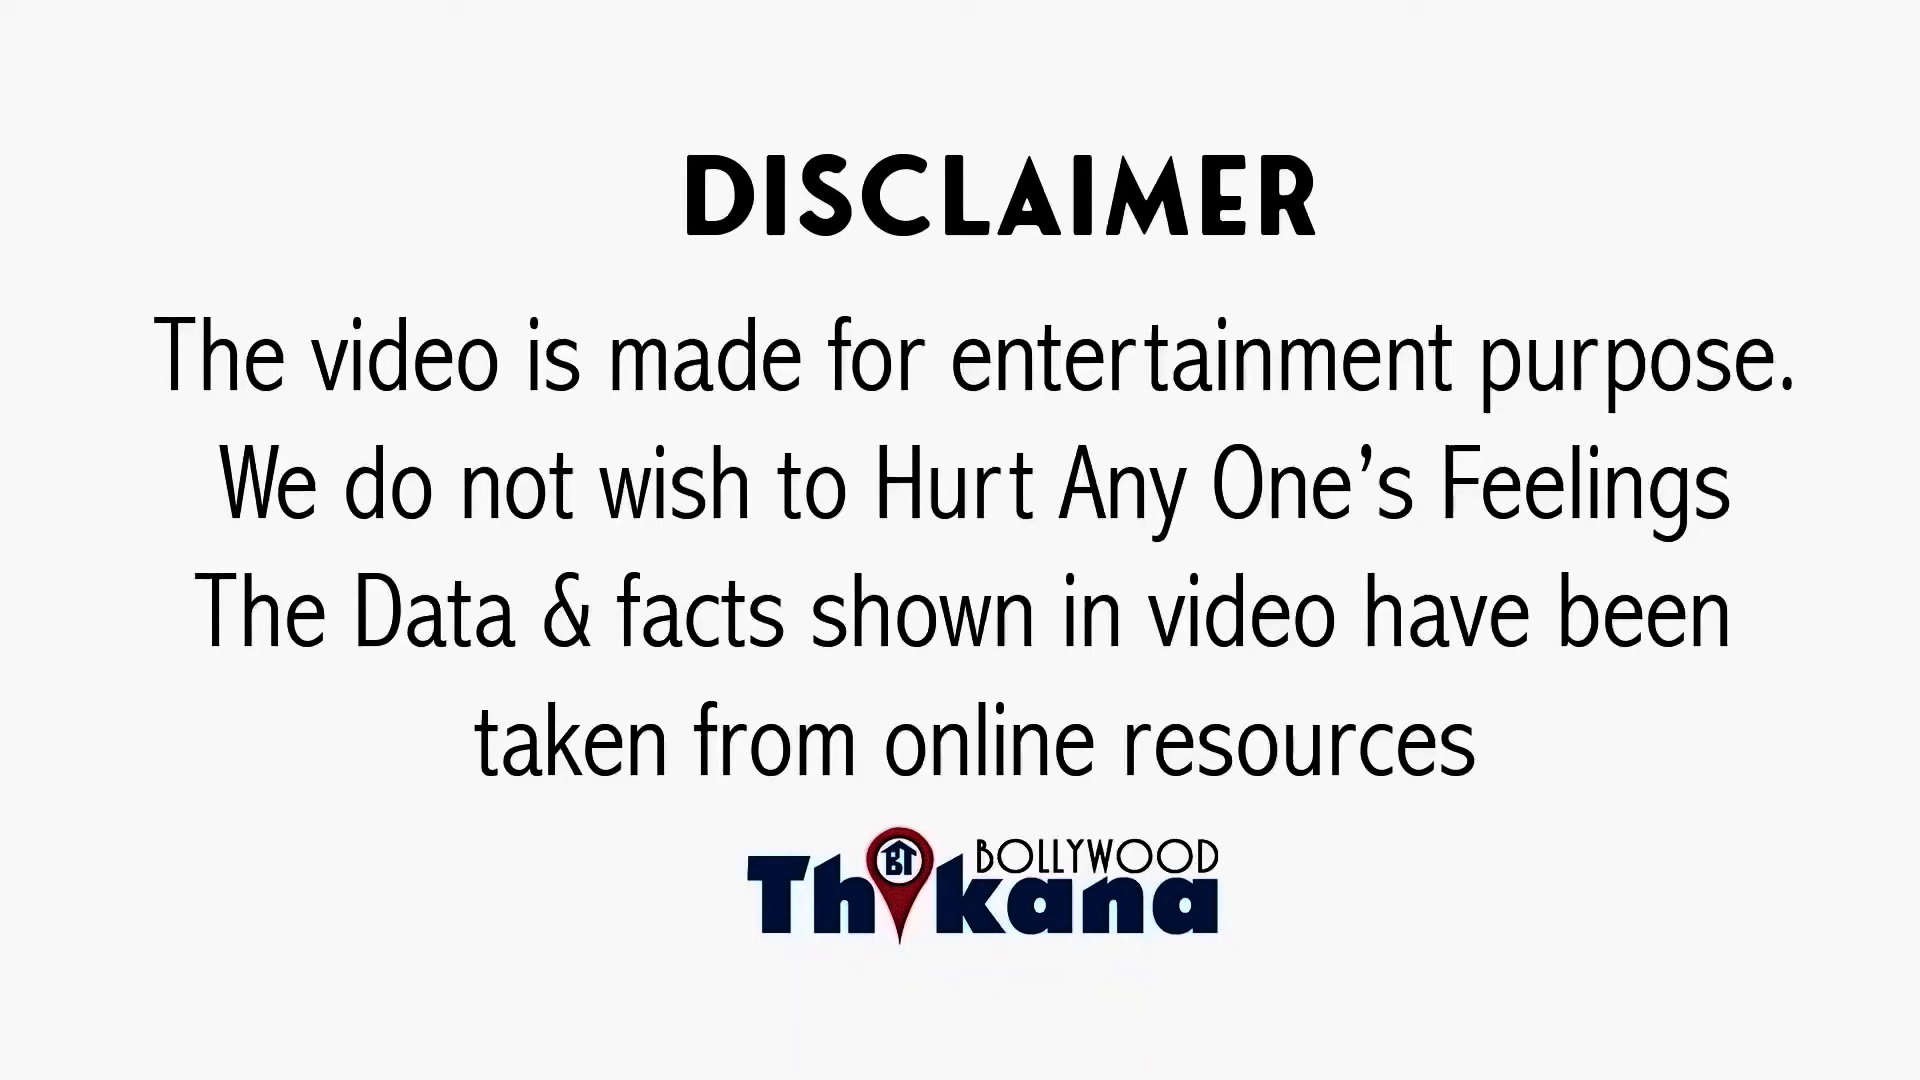 DISCLAIMER
The video is made for entertainment purpose.
We do not wish to Hurt Any One’s Feelings
The Data & facts shown in video have been
taken from online resources
BT
BOLLYWOOD
Thikana